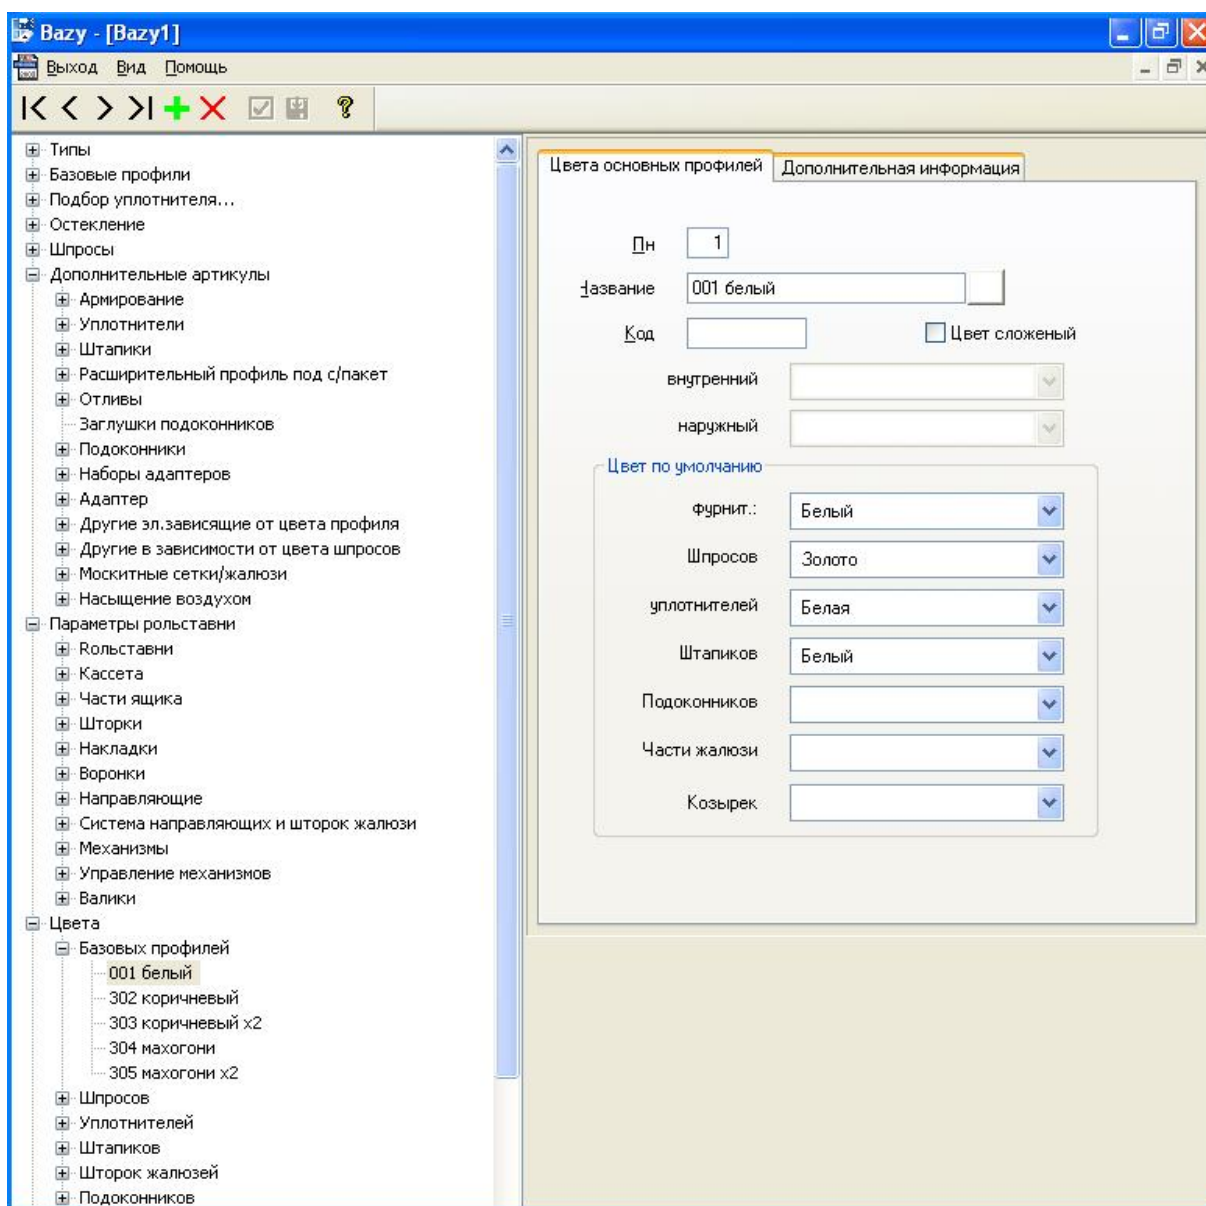 Bazy - [Bazy1]
Выход Вид Помощь
Типы
Базовые профили
Подбор уплотнителя...
Остекление
Шпросы
Дополнительные артикулы
Армирование
Уплотнители
Штапики
Расширительный профиль под с/пакет
Отливы
Заглушки подоконников
Подоконники
Наборы адаптеров
Адаптер
Другие эл.зависящие от цвета профиля
Другие в зависимости от цвета шпросов
Москитные сетки/жалюзи
Насыщение воздухом
Параметры рольставни
Rольставни
Кассета
Части ящика
Шторки
Накладки
Воронки
Направляющие
Система направляющих и шторок жалюзи
Механизмы
Управление механизмов
Валики
Цвета
Базовых профилей
001 белый
302 коричневый
303 коричневый x2
304 махогони
305 махогони x2
Шпросов
Уплотнителей
Штапиков
Шторок жалюзей
Подоконников
Цвета основных профилей
Дополнительная информация
Пн 1
Название 001 белый
Код
Цвет сложеный
внутренний
наружный
Цвет по умолчанию
фурнит.: Белый
Шпросов Золото
уплотнителей Белая
Штапиков Белый
Подоконников
Части жалюзи
Козырек